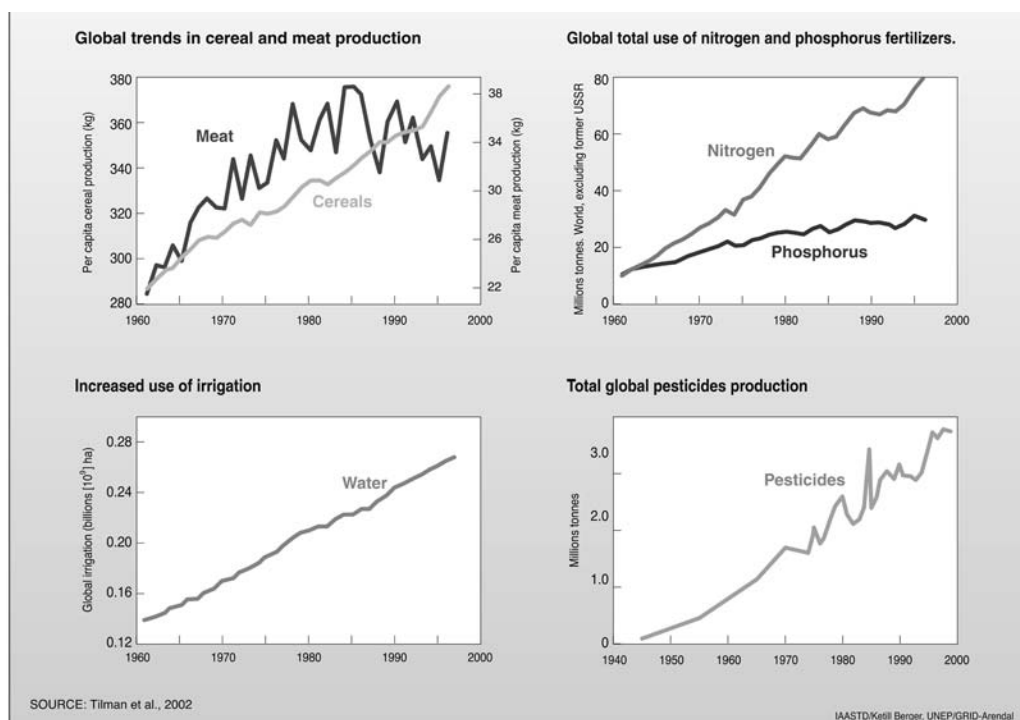 Global trends in cereal and meat production
Per capita cereal production (kg)
380
360
340
320
300
280
Meat
Cereals
38
34
30
26
22
Per capita meat production (kg)
1960
1970
1980
1990
2000
Global total use of nitrogen and phosphorus fertilizers.
Millions tonnes. World, excluding former USSR
80
60
40
20
0
Nitrogen
Phosphorus
1960
1970
1980
1990
2000
Increased use of irrigation
Global irrigation (billions [10⁹] ha)
0.28
0.24
0.20
0.16
0.12
Water
1960
1970
1980
1990
2000
Total global pesticides production
Millions tonnes
3.0
2.0
1.0
0
Pesticides
1940
1950
1960
1970
1980
1990
2000
SOURCE: Tilman et al., 2002
IAASTD/Ketill Berger, UNEP/GRID-Arendal